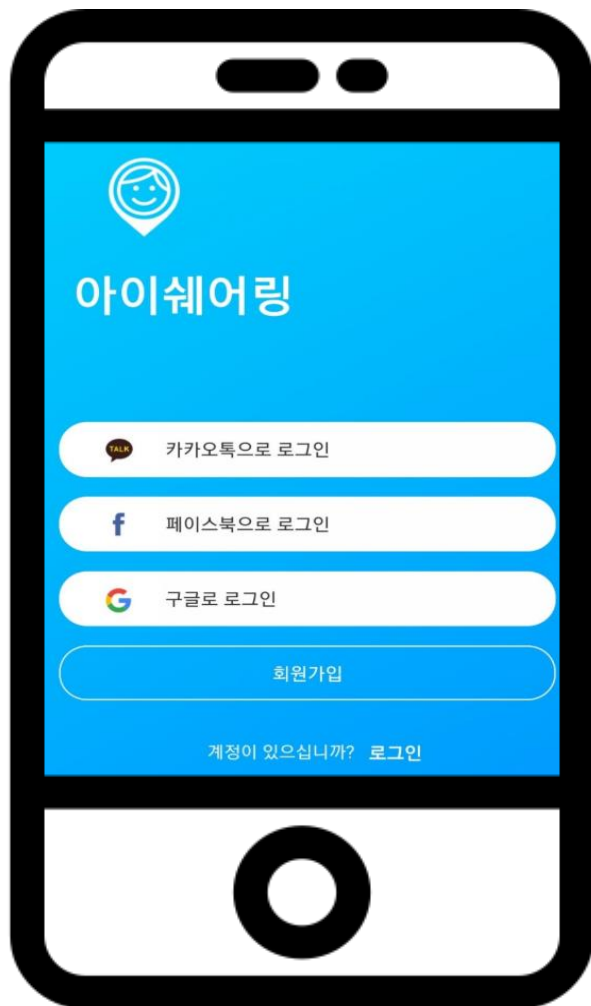 아이쉐어링
TALK
카카오톡으로 로그인
f
페이스북으로 로그인
G
구글로 로그인
회원가입
계정이 있으십니까? 로그인